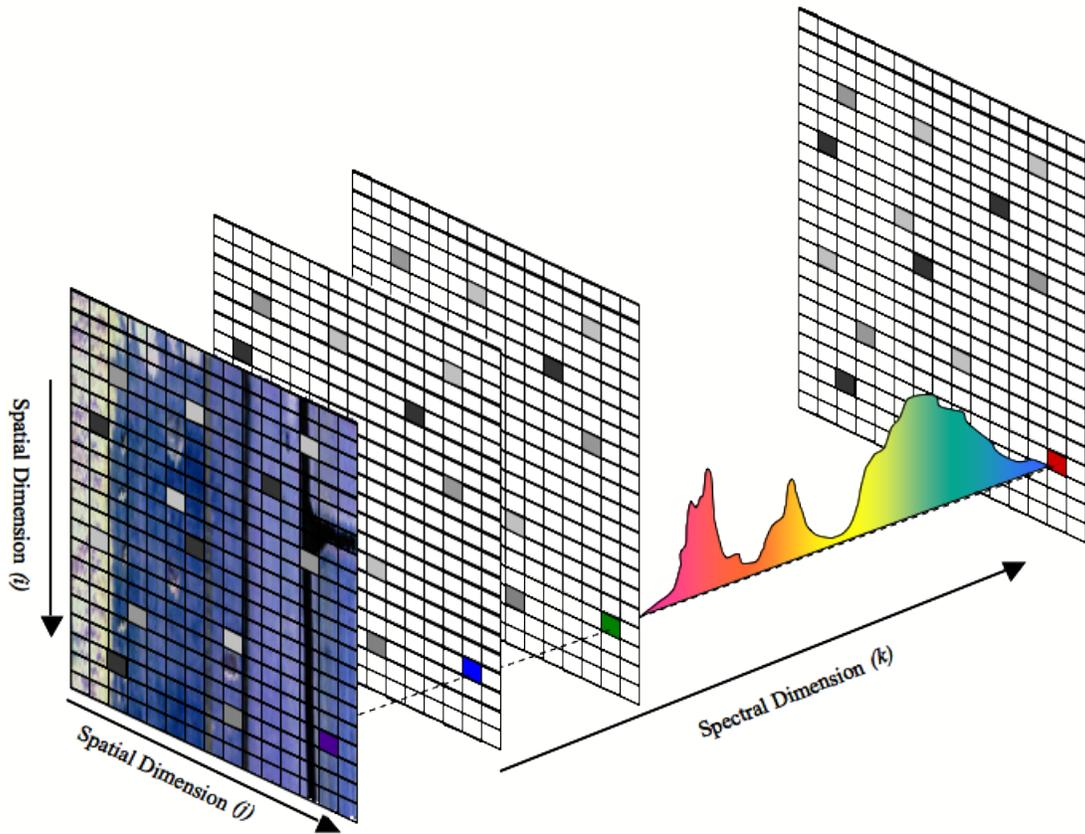 Spatial Dimension (i)
Spatial Dimension (j)
Spectral Dimension (k)